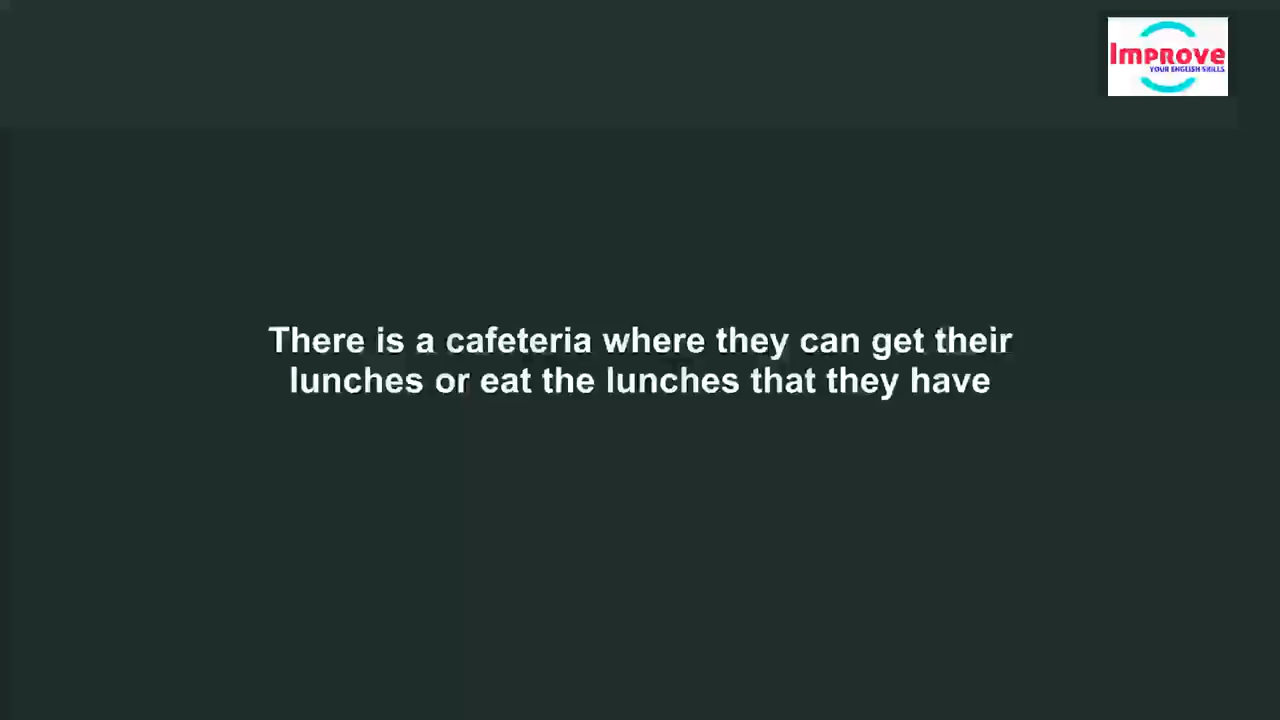 Improve
YOUR ENGLISH SKILLS
There is a cafeteria where they can get their
lunches or eat the lunches that they have